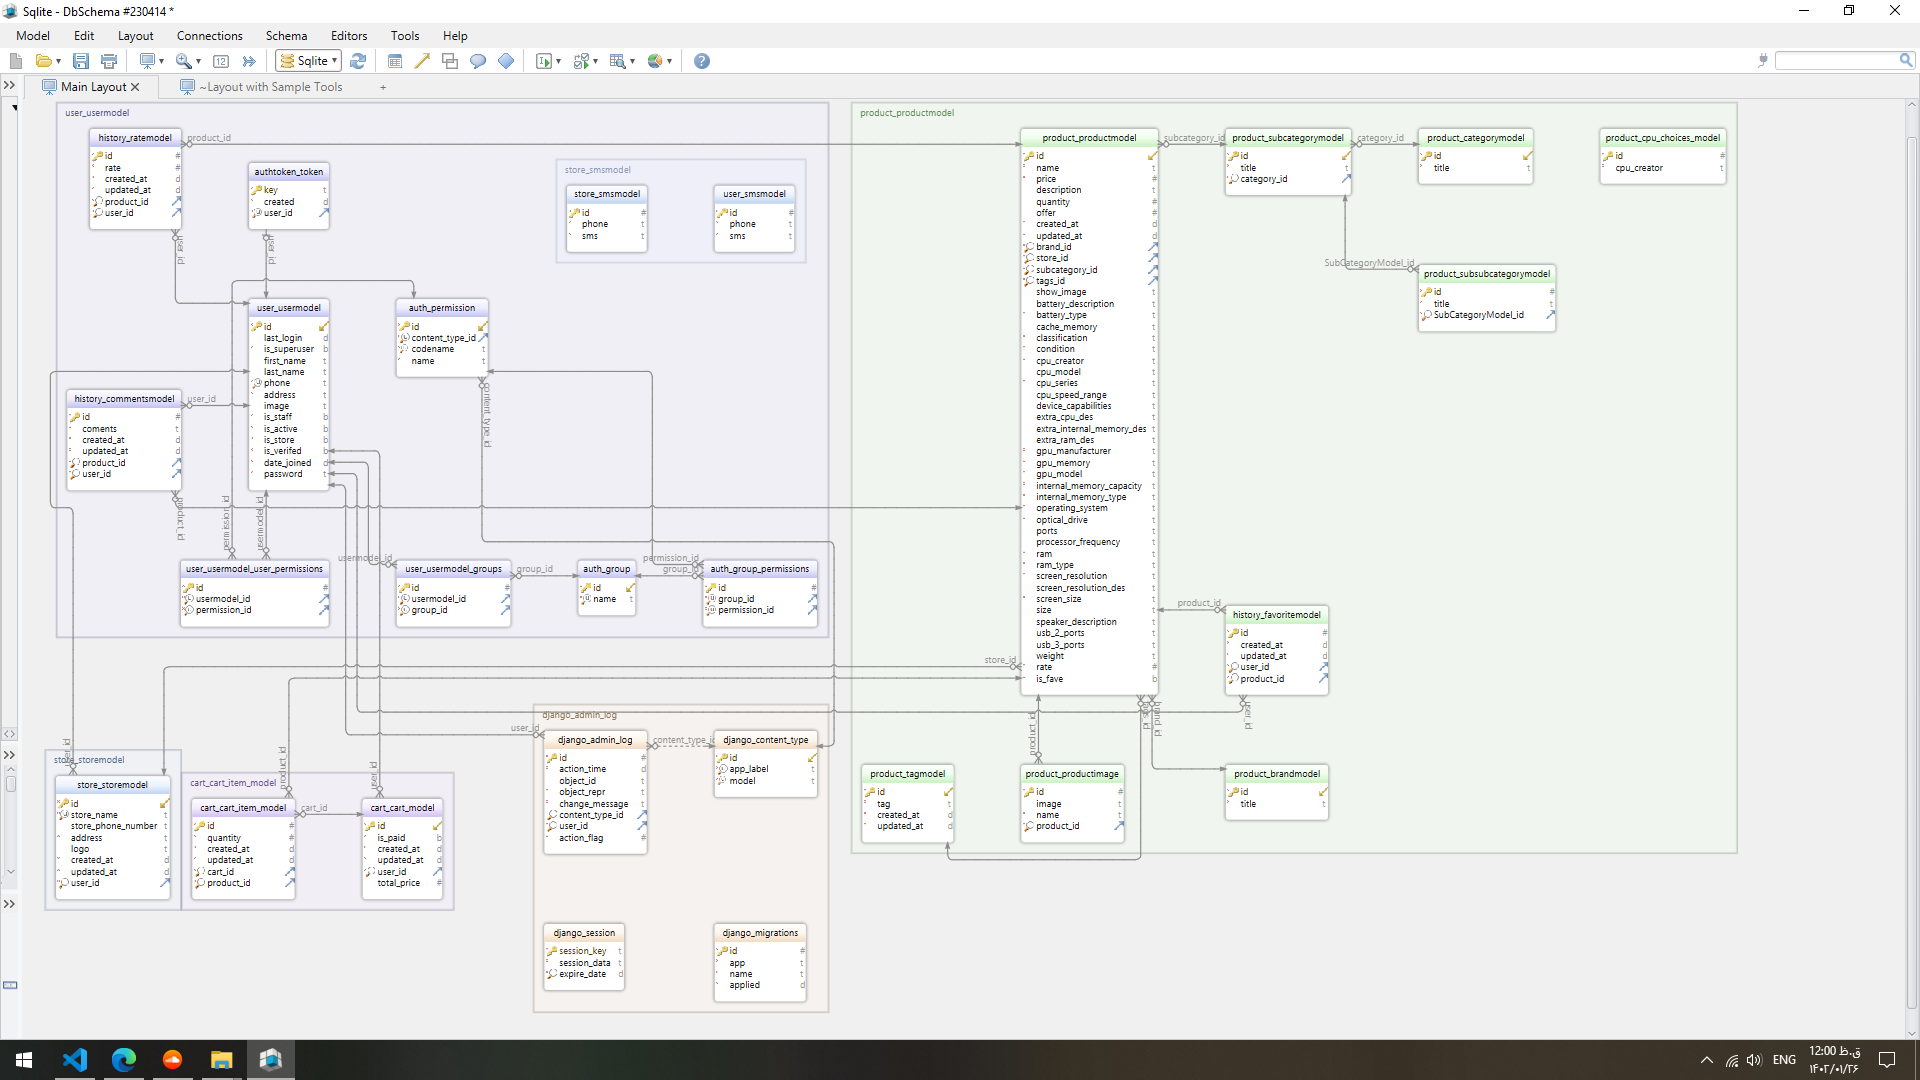 Sqlite - DbSchema #230414 *
Model Edit Layout Connections Schema Editors Tools Help
12 Sqlite
Main Layout ~Layout with Sample Tools +
user_usermodel
history_ratemodel
id #
rate #
created_at d
updated_at d
product_id
user_id
product_id
user_id
authtoken_token
key t
created d
user_id
user_id
store_smsmodel
store_smsmodel
id #
phone t
sms t
user_smsmodel
id #
phone t
sms t
user_usermodel
id
last_login d
is_superuser b
first_name t
last_name t
phone t
address t
image t
is_staff b
is_active b
is_store b
is_verifed b
date_joined d
password t
auth_permission
id
content_type_id
codename t
name t
content_type_id
history_commentsmodel
id #
coments t
created_at d
updated_at d
product_id
user_id
user_id
product_id
user_usermodel_user_permissions
id #
usermodel_id
permission_id
usermodel_id
user_usermodel_groups
id #
usermodel_id
group_id
group_id
auth_group
id
name t
permission_id
group_id
auth_group_permissions
id #
group_id
permission_id
product_productmodel
product_productmodel
id
name t
price #
description t
quantity #
offer #
created_at d
updated_at d
brand_id
store_id
subcategory_id
tags_id
show_image t
battery_description t
battery_type t
cache_memory t
classification t
condition t
cpu_creator t
cpu_model t
cpu_series t
cpu_speed_range t
device_capabilities t
extra_cpu_des t
extra_internal_memory_des t
extra_ram_des t
gpu_manufacturer t
gpu_memory t
gpu_model t
internal_memory_capacity t
internal_memory_type t
operating_system t
optical_drive t
ports t
processor_frequency t
ram t
ram_type t
screen_resolution t
screen_resolution_des t
screen_size t
size t
speaker_description t
usb_2_ports t
usb_3_ports t
weight t
rate #
is_fave b
subcategory_id
product_subcategorymodel
id
title t
category_id
category_id
product_categorymodel
id
title t
product_cpu_choices_model
id #
cpu_creator t
SubCategoryModel_id
product_subsubcategorymodel
id #
title t
SubCategoryModel_id
product_id
history_favoritemodel
id #
created_at d
updated_at d
user_id
product_id
user_id
store_id
product_id
brand_id
product_tagmodel
id
tag t
created_at d
updated_at d
product_productimage
id #
image t
name t
product_id
product_brandmodel
id
title t
store_storemodel
store_storemodel
id
store_name t
store_phone_number t
address t
logo t
created_at d
updated_at d
user_id
cart_cart_item_model
product_id
cart_cart_item_model
id #
quantity #
created_at d
updated_at d
cart_id
product_id
cart_id
user_id
cart_cart_model
id
is_paid b
created_at d
updated_at d
user_id
total_price #
django_admin_log
user_id
django_admin_log
id #
action_time d
object_id t
object_repr t
change_message t
content_type_id
user_id
action_flag #
django_content_type
id
app_label t
model t
django_session
session_key t
session_data t
expire_date d
django_migrations
id #
app t
name t
applied d
ENG
12:00 ق.ظ
۱۴۰۲/۰۱/۲۶